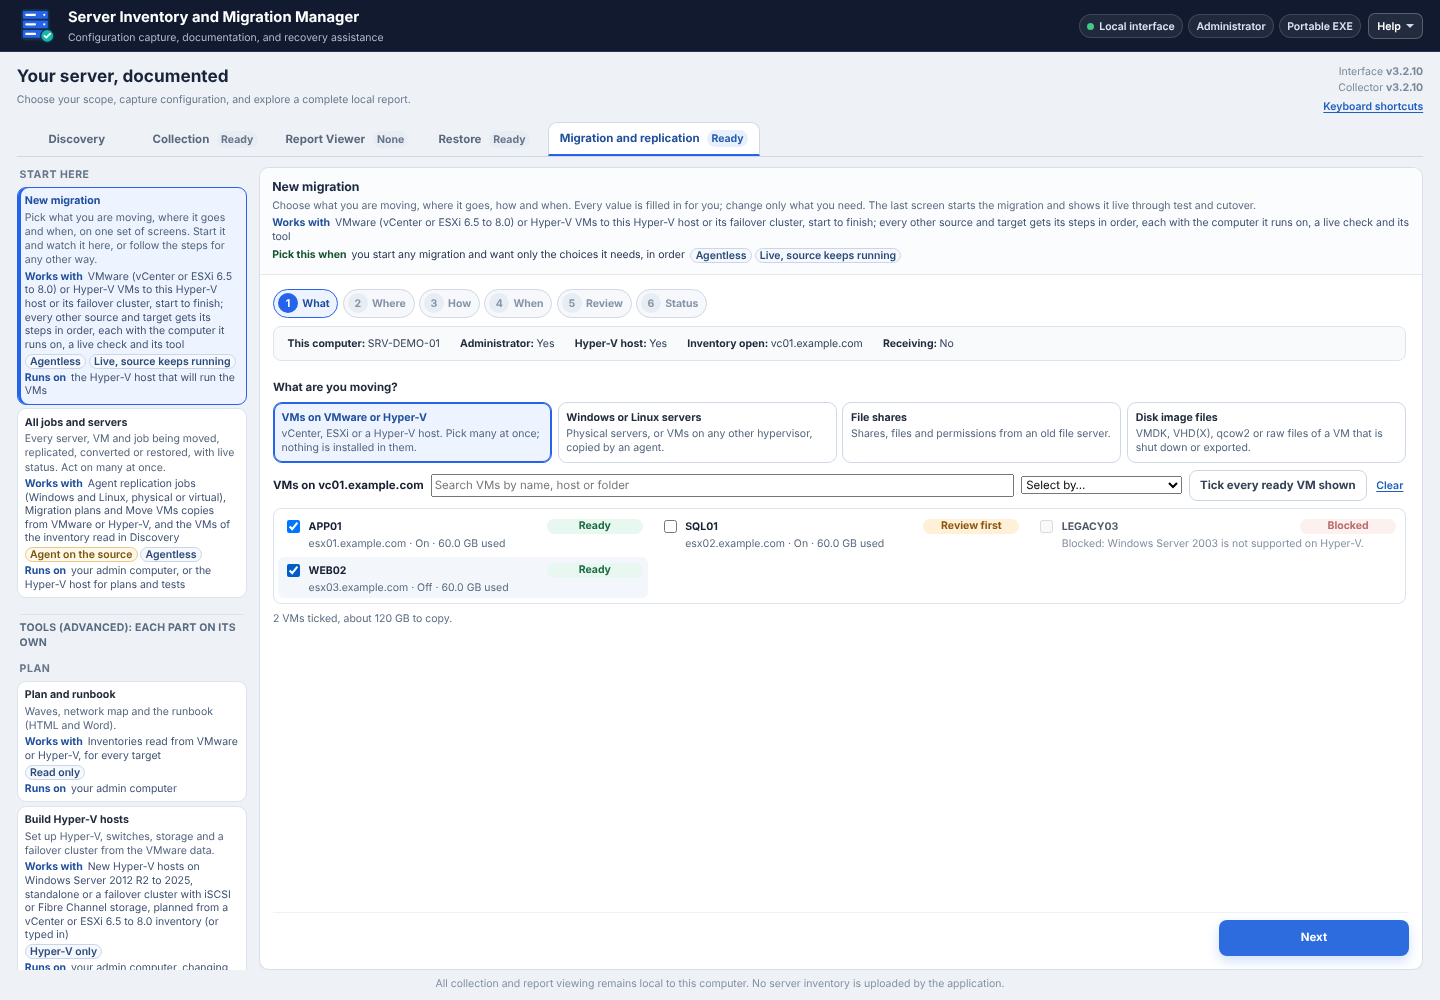 Server Inventory and Migration Manager
Configuration capture, documentation, and recovery assistance
Local interface
Administrator
Portable EXE
Help
Your server, documented
Choose your scope, capture configuration, and explore a complete local report.
Interface v3.2.10
Collector v3.2.10
Keyboard shortcuts
Discovery
Collection Ready
Report Viewer None
Restore Ready
Migration and replication Ready
START HERE
New migration
Pick what you are moving, where it goes
and when, on one set of screens. Start it
and watch it here, or follow the steps for
any other way.
Works with VMware (vCenter or ESXi 6.5
to 8.0) or Hyper-V VMs to this Hyper-V
host or its failover cluster, start to finish;
every other source and target gets its
steps in order, each with the computer it
runs on, a live check and its tool
Agentless Live, source keeps running
Runs on the Hyper-V host that will run the
VMs
All jobs and servers
Every server, VM and job being moved,
replicated, converted or restored, with live
status. Act on many at once.
Works with Agent replication jobs
(Windows and Linux, physical or virtual),
Migration plans and Move VMs copies
from VMware or Hyper-V, and the VMs of
the inventory read in Discovery
Agent on the source Agentless
Runs on your admin computer, or the
Hyper-V host for plans and tests
TOOLS (ADVANCED): EACH PART ON ITS
OWN
PLAN
Plan and runbook
Waves, network map and the runbook
(HTML and Word).
Works with Inventories read from VMware
or Hyper-V, for every target
Read only
Runs on your admin computer
Build Hyper-V hosts
Set up Hyper-V, switches, storage and a
failover cluster from the VMware data.
Works with New Hyper-V hosts on
Windows Server 2012 R2 to 2025,
standalone or a failover cluster with iSCSI
or Fibre Channel storage, planned from a
vCenter or ESXi 6.5 to 8.0 inventory (or
typed in)
Hyper-V only
Runs on your admin computer, changing
New migration
Choose what you are moving, where it goes, how and when. Every value is filled in for you; change only what you need. The last screen starts the migration and shows it live through test and cutover.
Works with VMware (vCenter or ESXi 6.5 to 8.0) or Hyper-V VMs to this Hyper-V host or its failover cluster, start to finish; every other source and target gets its steps in order, each with the computer it runs on, a live check and its
tool
Pick this when you start any migration and want only the choices it needs, in order Agentless Live, source keeps running
1 What
2 Where
3 How
4 When
5 Review
6 Status
This computer: SRV-DEMO-01 Administrator: Yes Hyper-V host: Yes Inventory open: vc01.example.com Receiving: No
What are you moving?
VMs on VMware or Hyper-V
vCenter, ESXi or a Hyper-V host. Pick many at once;
nothing is installed in them.
Windows or Linux servers
Physical servers, or VMs on any other hypervisor,
copied by an agent.
File shares
Shares, files and permissions from an old file server.
Disk image files
VMDK, VHD(X), qcow2 or raw files of a VM that is
shut down or exported.
VMs on vc01.example.com
Search VMs by name, host or folder
Select by...
Tick every ready VM shown
Clear
APP01 Ready
esx01.example.com · On · 60.0 GB used
SQL01 Review first
esx02.example.com · On · 60.0 GB used
LEGACY03 Blocked
Blocked: Windows Server 2003 is not supported on Hyper-V.
WEB02 Ready
esx03.example.com · Off · 60.0 GB used
2 VMs ticked, about 120 GB to copy.
Next
All collection and report viewing remains local to this computer. No server inventory is uploaded by the application.